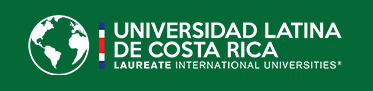 UNIVERSIDAD LATINA
DE COSTA RICA
LAUREATE INTERNATIONAL UNIVERSITIES®